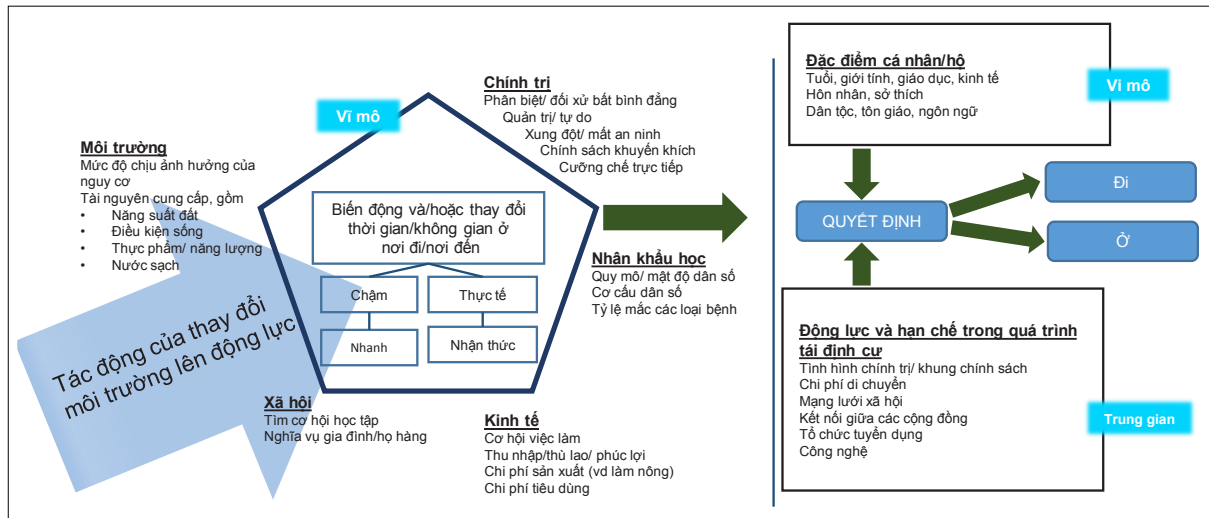 Vĩ mô
Chính trị
Phân biệt/ đối xử bất bình đẳng
Quản trị/ tự do
Xung đột/ mất an ninh
Chính sách khuyến khích
Cưỡng chế trực tiếp
Môi trường
Mức độ chịu ảnh hưởng của
nguy cơ
Tài nguyên cung cấp, gồm
• Năng suất đất
• Điều kiện sống
• Thực phẩm/ năng lượng
• Nước sạch
Biến động và/hoặc thay đổi
thời gian/không gian ở
nơi đi/nơi đến
Chậm
Thực tế
Nhanh
Nhận thức
Nhân khẩu học
Quy mô/ mật độ dân số
Cơ cấu dân số
Tỷ lệ mắc các loại bệnh
Tác động của thay đổi
môi trường lên động lực
Xã hội
Tìm cơ hội học tập
Nghĩa vụ gia đình/họ hàng
Kinh tế
Cơ hội việc làm
Thu nhập/thù lao/ phúc lợi
Chi phí sản xuất (vd làm nông)
Chi phí tiêu dùng
Đặc điểm cá nhân/hộ
Tuổi, giới tính, giáo dục, kinh tế
Hôn nhân, sở thích
Dân tộc, tôn giáo, ngôn ngữ
Vi mô
QUYẾT ĐỊNH
Đi
Ở
Động lực và hạn chế trong quá trình
tái định cư
Tình hình chính trị/ khung chính sách
Chi phí di chuyển
Mạng lưới xã hội
Kết nối giữa các cộng đồng
Tổ chức tuyển dụng
Công nghệ
Trung gian